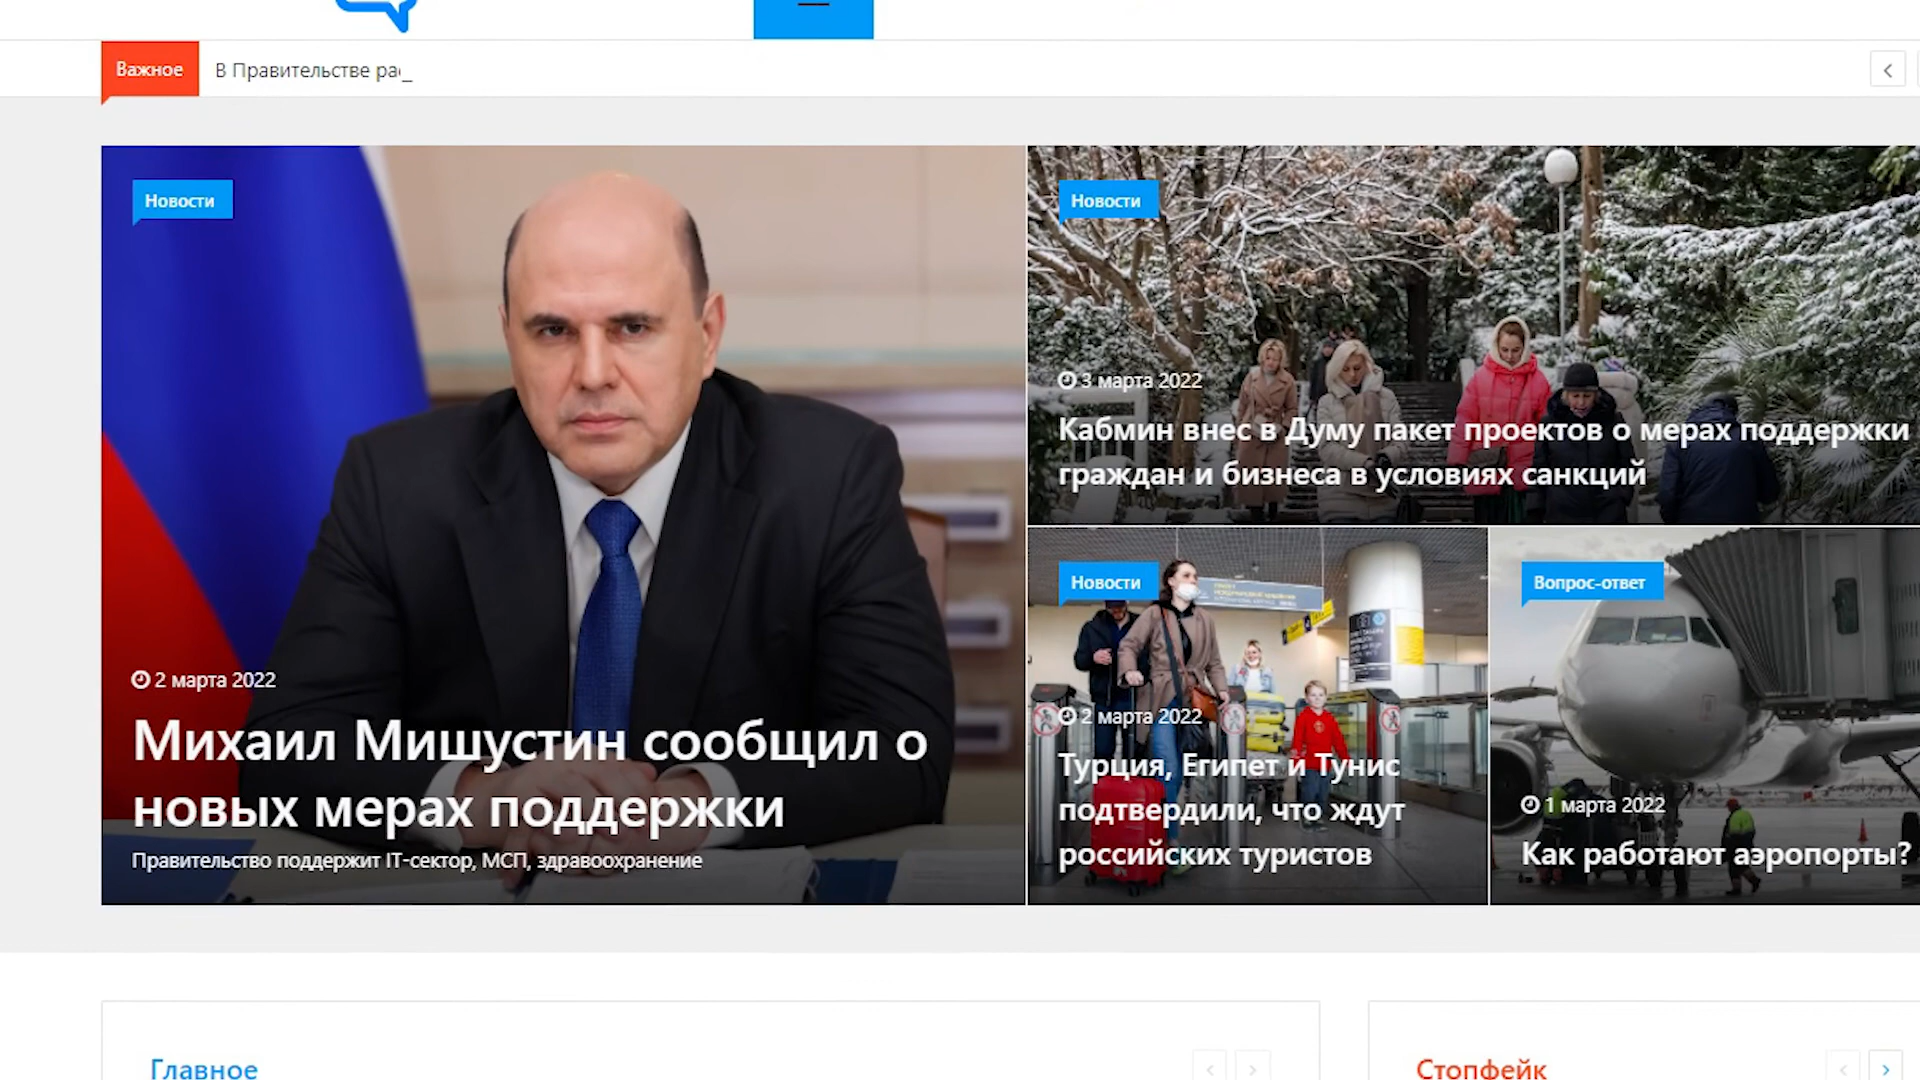 Важное
В Правительстве рас_
Новости
2 марта 2022
Михаил Мишустин сообщил о
новых мерах поддержки
Правительство поддержит IT-сектор, МСП, здравоохранение
Новости
3 марта 2022
Кабмин внес в Думу пакет проектов о мерах поддержки
граждан и бизнеса в условиях санкций
Новости
2 марта 2022
Турция, Египет и Тунис
подтвердили, что ждут
российских туристов
Вопрос-ответ
1 марта 2022
Как работают аэропорты?
Главное
Стопфейк